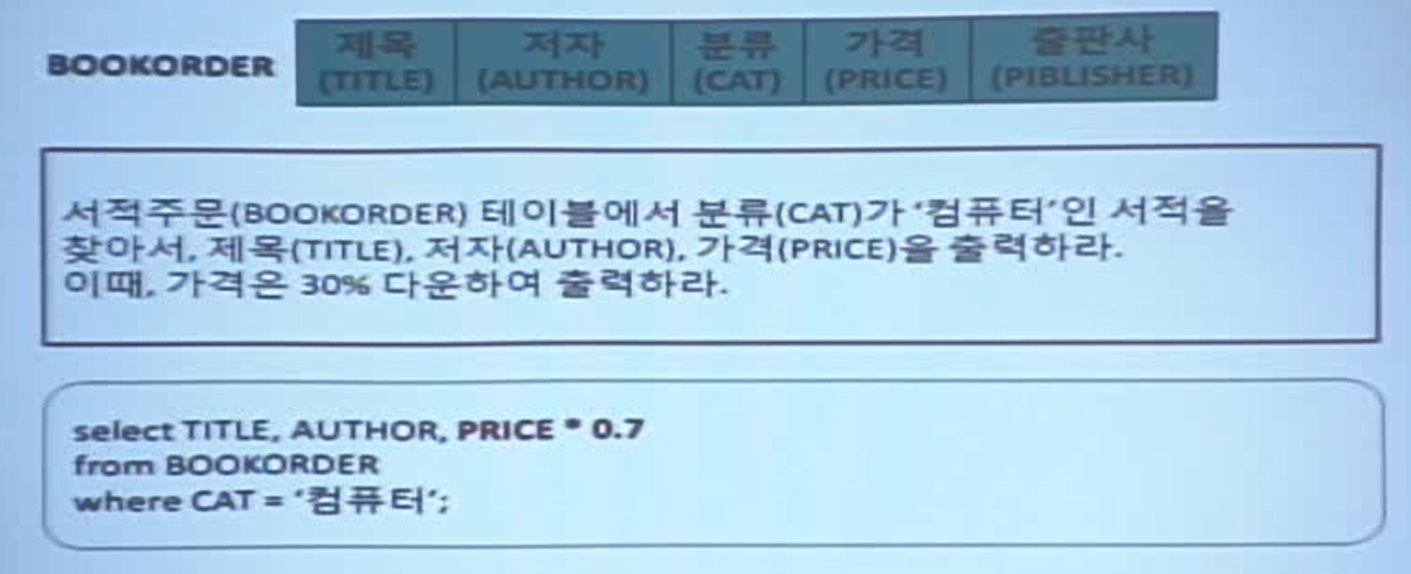 BOOKORDER
제목 저자 분류 가격 출판사
(TITLE) (AUTHOR) (CAT) (PRICE) (PIBLISHER)
서적주문(BOOKORDER) 테이블에서 분류(CAT)가 ‘컴퓨터’인 서적을
찾아서, 제목(TITLE), 저자(AUTHOR), 가격(PRICE)을 출력하라.
이때, 가격은 30% 다운하여 출력하라.
select TITLE, AUTHOR, PRICE * 0.7
from BOOKORDER
where CAT = ‘컴퓨터’;